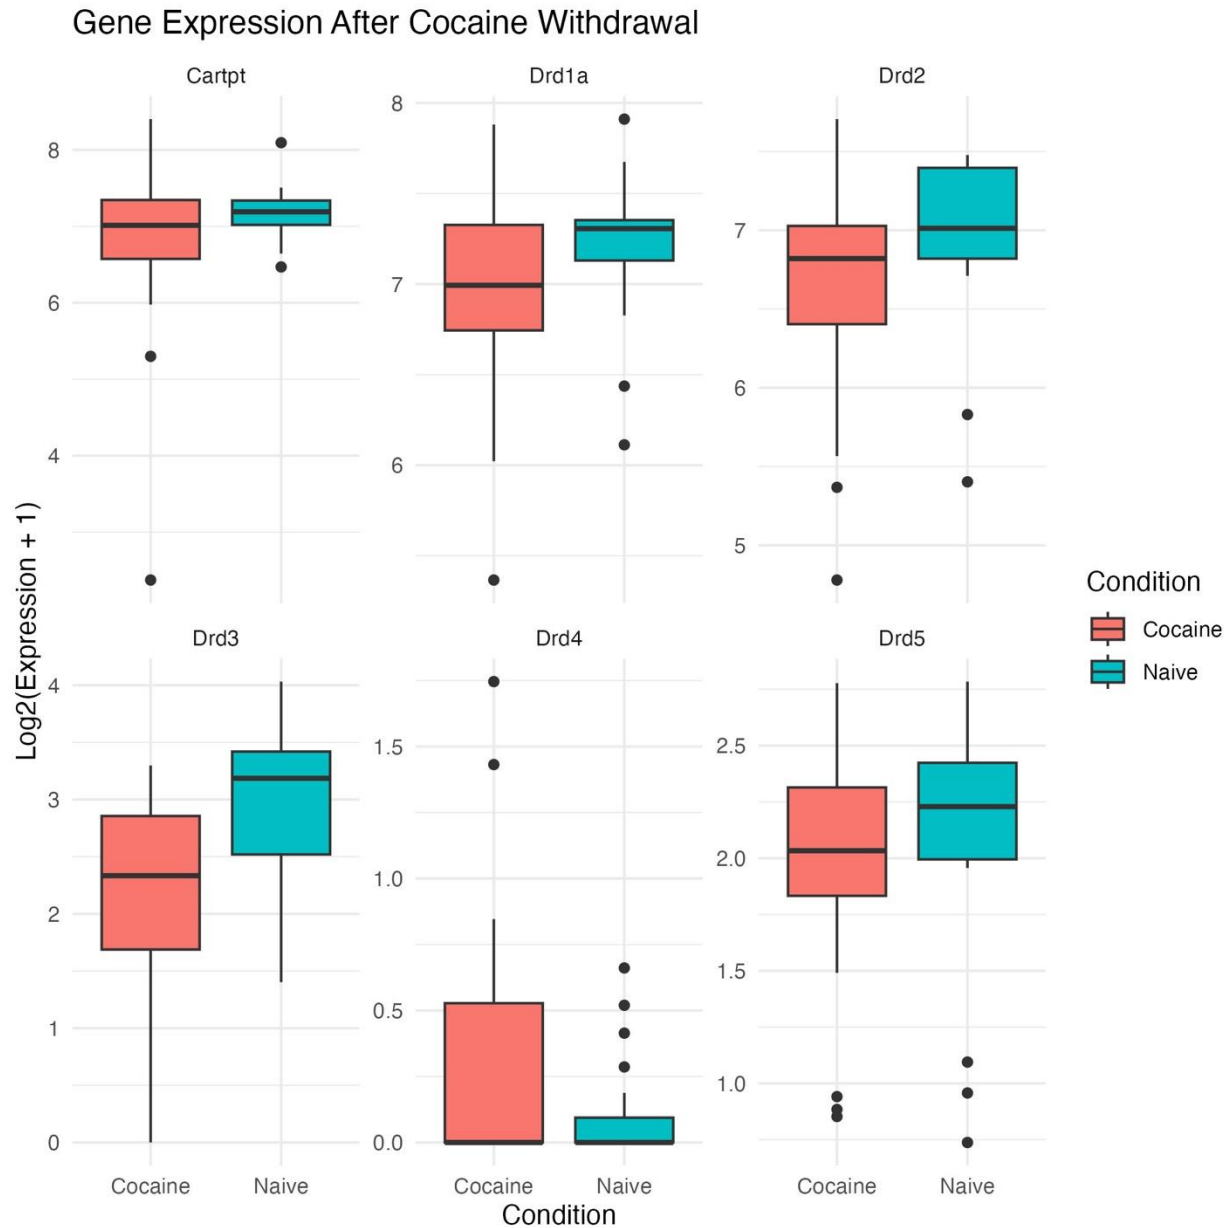 Gene Expression After Cocaine Withdrawal
Cartpt
Drd1a
Drd2
8
6
4
8
7
6
7
6
5
Log2(Expression + 1)
Drd3
Drd4
Drd5
4
3
2
1
0
1.5
1.0
0.5
0.0
2.5
2.0
1.5
1.0
Cocaine
Naive
Cocaine
Naive
Cocaine
Naive
Condition
Condition
Cocaine
Naive